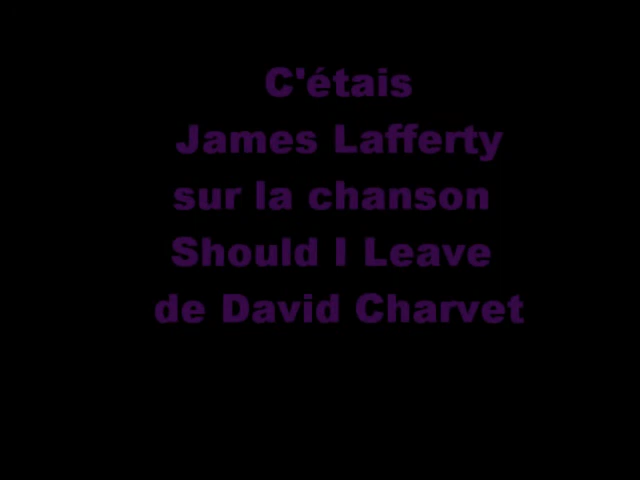 C'étais
James Lafferty
sur la chanson
Should I Leave
de David Charvet